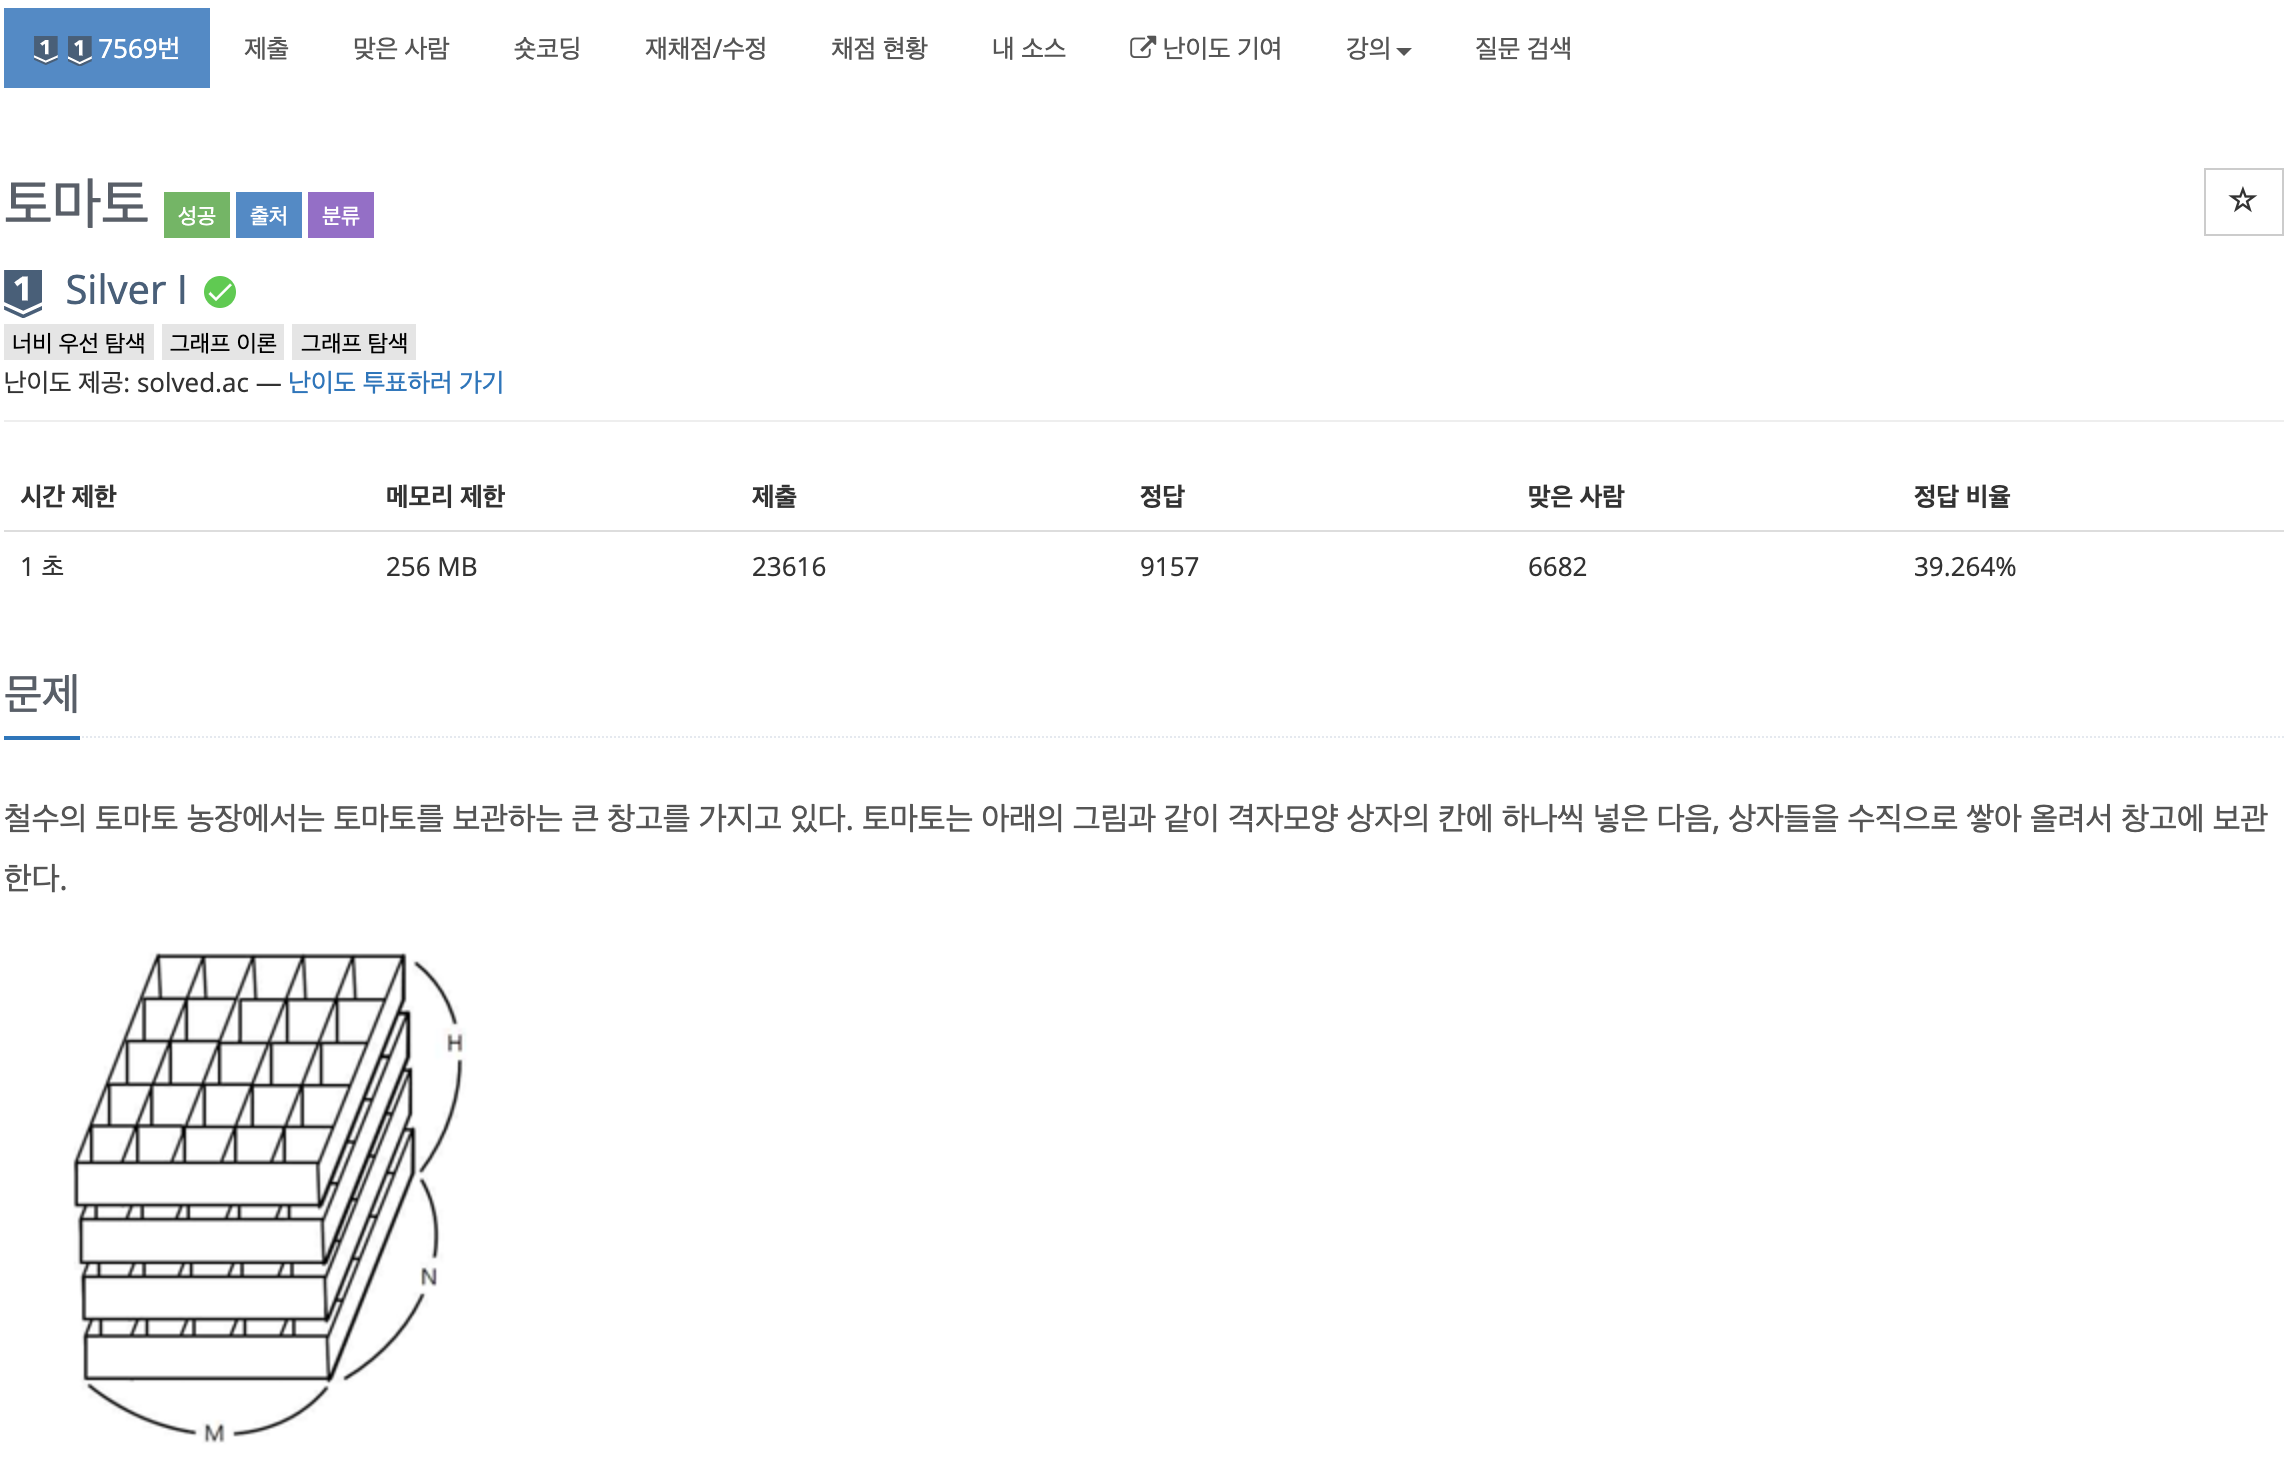 1 1 7569번 제출 맞은 사람 숏코딩 재채점/수정 채점 현황 내 소스 난이도 기여 강의 질문 검색
토마토 성공 출처 분류
1 Silver I
너비 우선 탐색 그래프 이론 그래프 탐색
난이도 제공: solved.ac — 난이도 투표하러 가기
시간 제한 메모리 제한 제출 정답 맞은 사람 정답 비율
1 초 256 MB 23616 9157 6682 39.264%
문제
철수의 토마토 농장에서는 토마토를 보관하는 큰 창고를 가지고 있다. 토마토는 아래의 그림과 같이 격자모양 상자의 칸에 하나씩 넣은 다음, 상자들을 수직으로 쌓아 올려서 창고에 보관
한다.
H
N
M